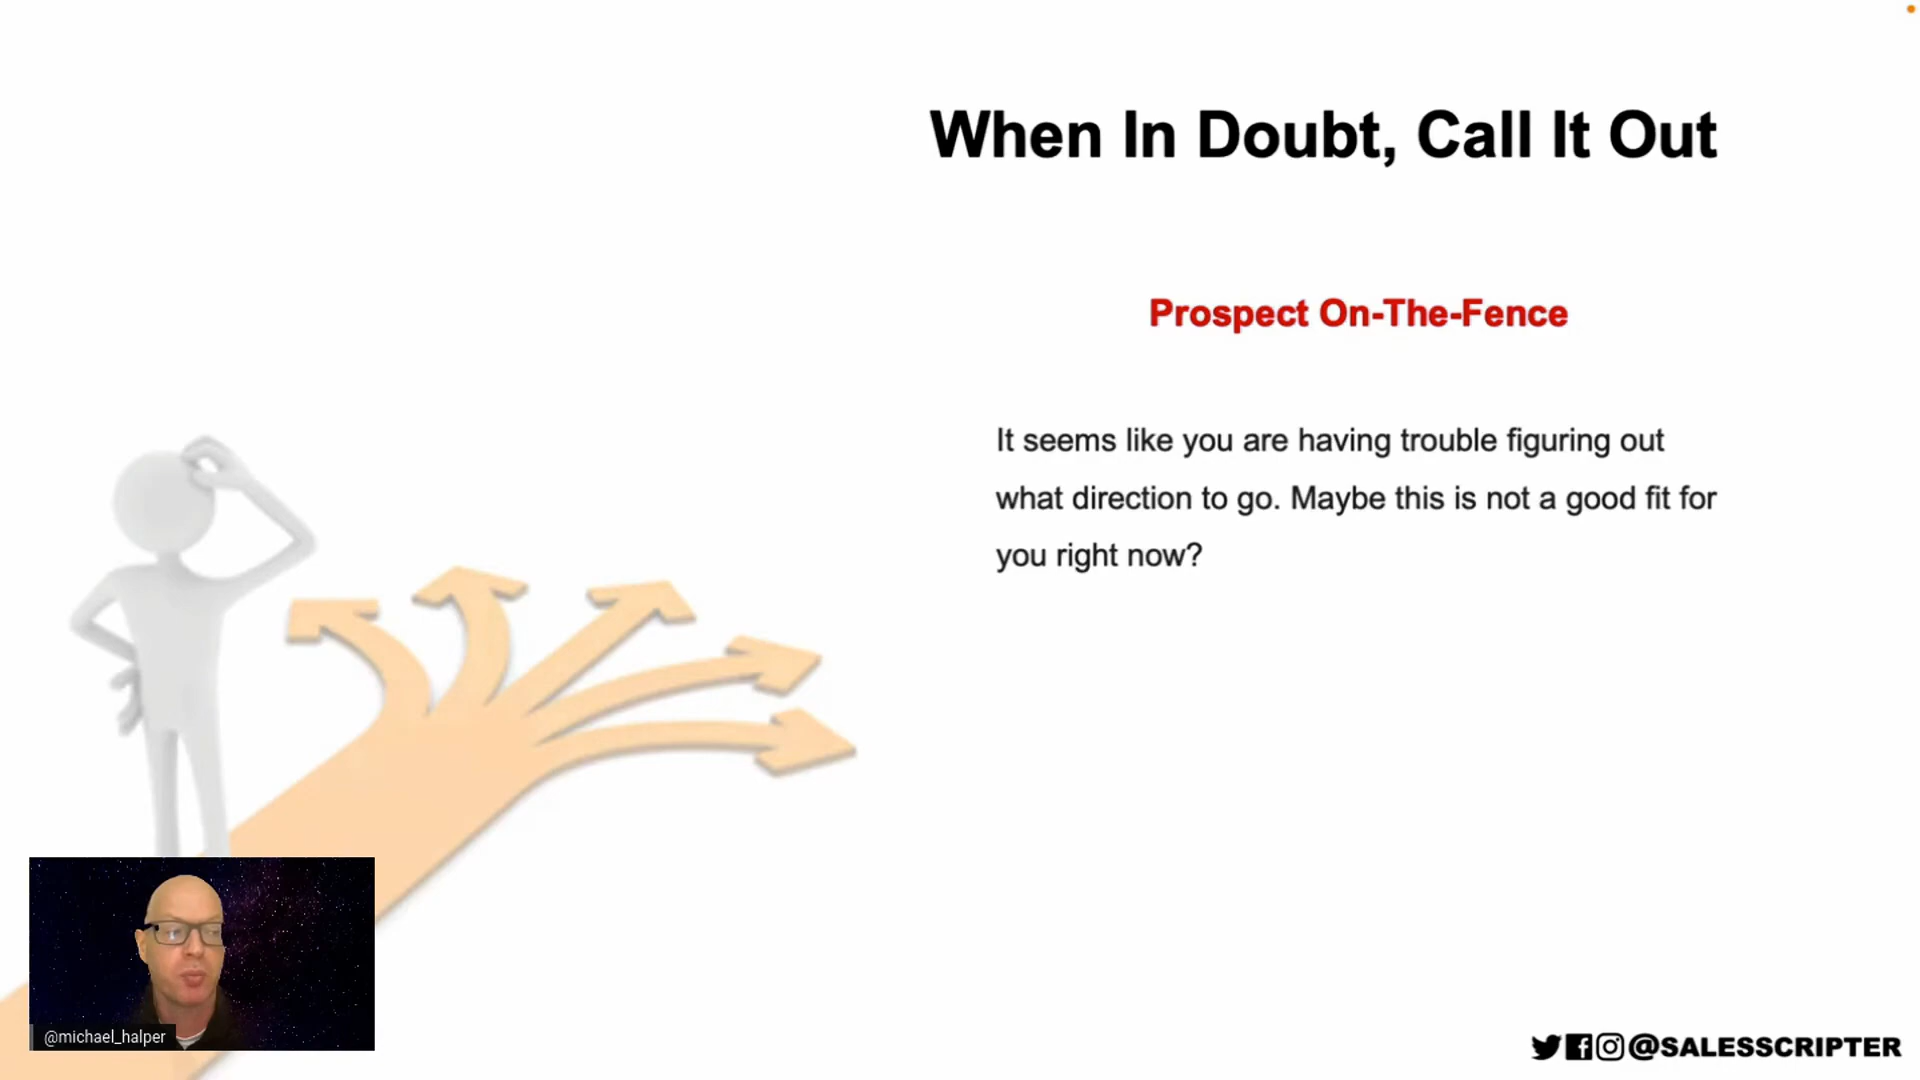 When In Doubt, Call It Out
Prospect On-The-Fence
It seems like you are having trouble figuring out
what direction to go. Maybe this is not a good fit for
you right now?
@michael_halper
@SALESSCRIPTER